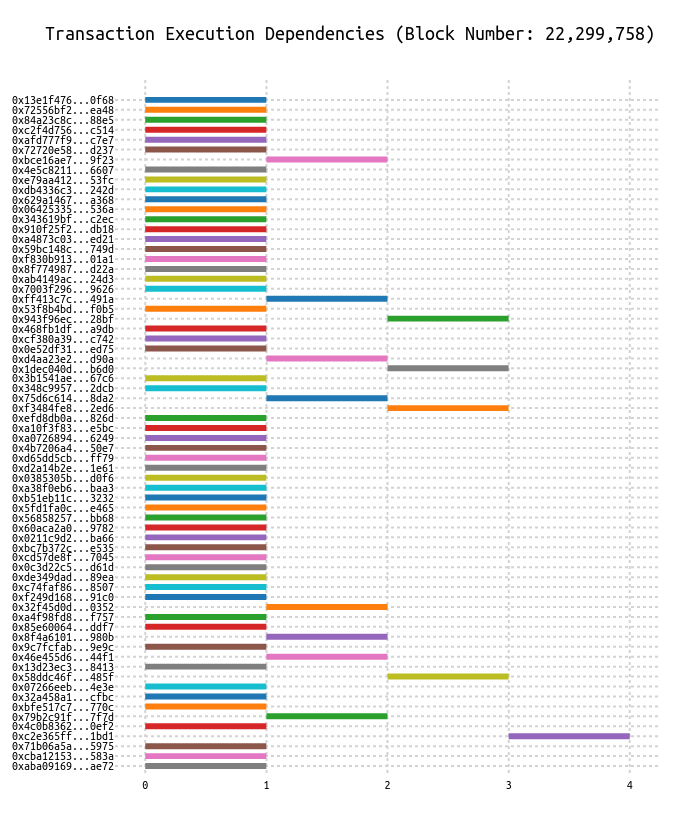 Transaction Execution Dependencies (Block Number: 22,299,758)
0x13e1f476...0f68
0x72556bf2...ea48
0x84a23c8c...88e5
0xc2f4d756...c514
0xafd777f9...c7e7
0x72720e58...d237
0xbce16ae7...9f23
0x4e5c8211...6607
0xe79aa412...53fc
0xdb4336c3...242d
0x629a1467...a368
0x06425335...536a
0x343619bf...c2ec
0x910f25f2...db18
0xa4873c03...ed21
0x59bc148c...749d
0xf830b913...01a1
0x8f774987...d22a
0xab4149ac...24d3
0x7003f296...9626
0xff413c7c...491a
0x53f8b4bd...f0b5
0x943f96ec...28bf
0x468fb1df...a9db
0xcf380a39...c742
0x0e52df31...ed75
0xd4aa23e2...d90a
0x1dec040d...b6d0
0x3b1541ae...67c6
0x348c9957...2dcb
0x75d6c614...8da2
0xf3484fe8...2ed6
0xefd8db0a...826d
0xa10f3f83...e5bc
0xa0726894...6249
0x4b7206a4...50e7
0xd65dd5cb...ff79
0xd2a14b2e...1e61
0x0385305b...d0f6
0xa38f0eb6...baa3
0xb51eb11c...3232
0x5fd1fa0c...e465
0x56858257...bb68
0x60aca2a0...9782
0x0211c9d2...ba66
0xbc7b372c...e535
0xcd57de8f...7045
0x0c3d22c5...d61d
0xde349dad...89ea
0xc74faf86...8507
0xf249d168...91c0
0x32f45d0d...0352
0xa4f98fd8...f757
0x85e60064...ddf7
0x8f4a6101...980b
0x9c7fcfab...9e9c
0x46e455d6...44f1
0x13d23ec3...8413
0x58ddc46f...485f
0x07266eeb...4e3e
0x32a458a1...cfbc
0xbfe517c7...770c
0x79b2c91f...7f7d
0x4c0b8362...0ef2
0xc2e365ff...1bd1
0x71b06a5a...5975
0xcba12153...583a
0xaba09169...ae72
0 1 2 3 4